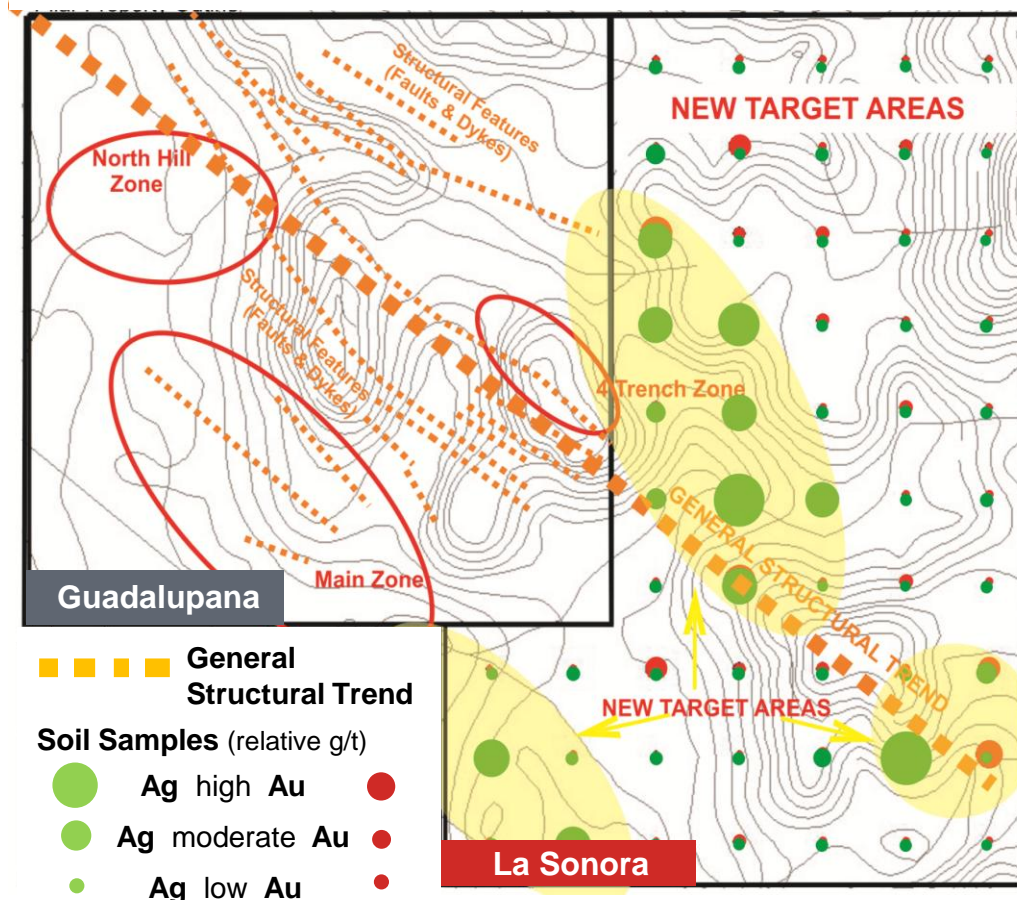 NEW TARGET AREAS
Structural Features
(Faults & Dykes)
North Hill
Zone
Structural Features
(Faults & Dykes)
4 Trench Zone
GENERAL STRUCTURAL TREND
Main Zone
Guadalupana
NEW TARGET AREAS
General
Structural Trend
Soil Samples (relative g/t)
Ag high Au
Ag moderate Au
Ag low Au
La Sonora